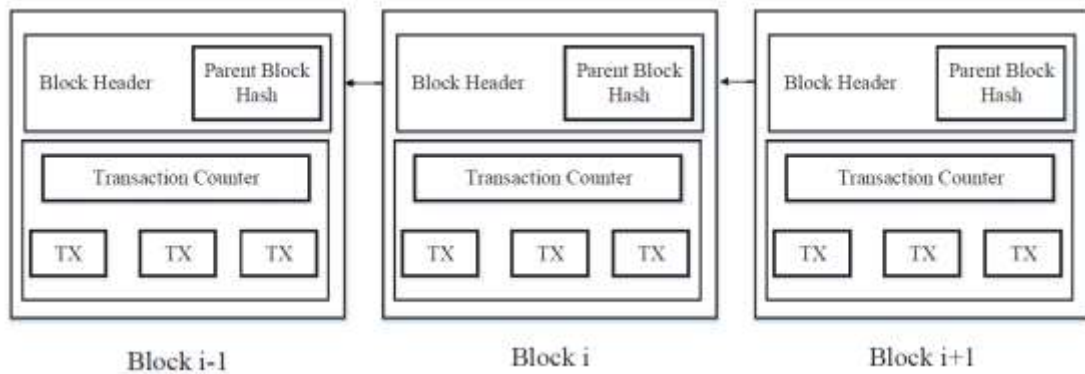 Block Header
Parent Block
Hash
Transaction Counter
TX TX TX
Block i-1
Block Header
Parent Block
Hash
Transaction Counter
TX TX TX
Block i
Block Header
Parent Block
Hash
Transaction Counter
TX TX TX
Block i+1